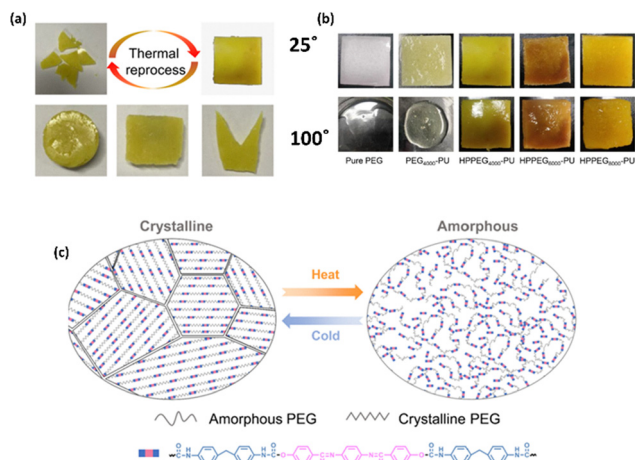 (a)
Thermal
reprocess
(b)
25°
100°
Pure PEG
PEG4000-PU
HPPEG4000-PU
HPPEG6000-PU
HPPEG8000-PU
Crystalline
Amorphous
(c)
Heat
Cold
Amorphous PEG
Crystalline PEG